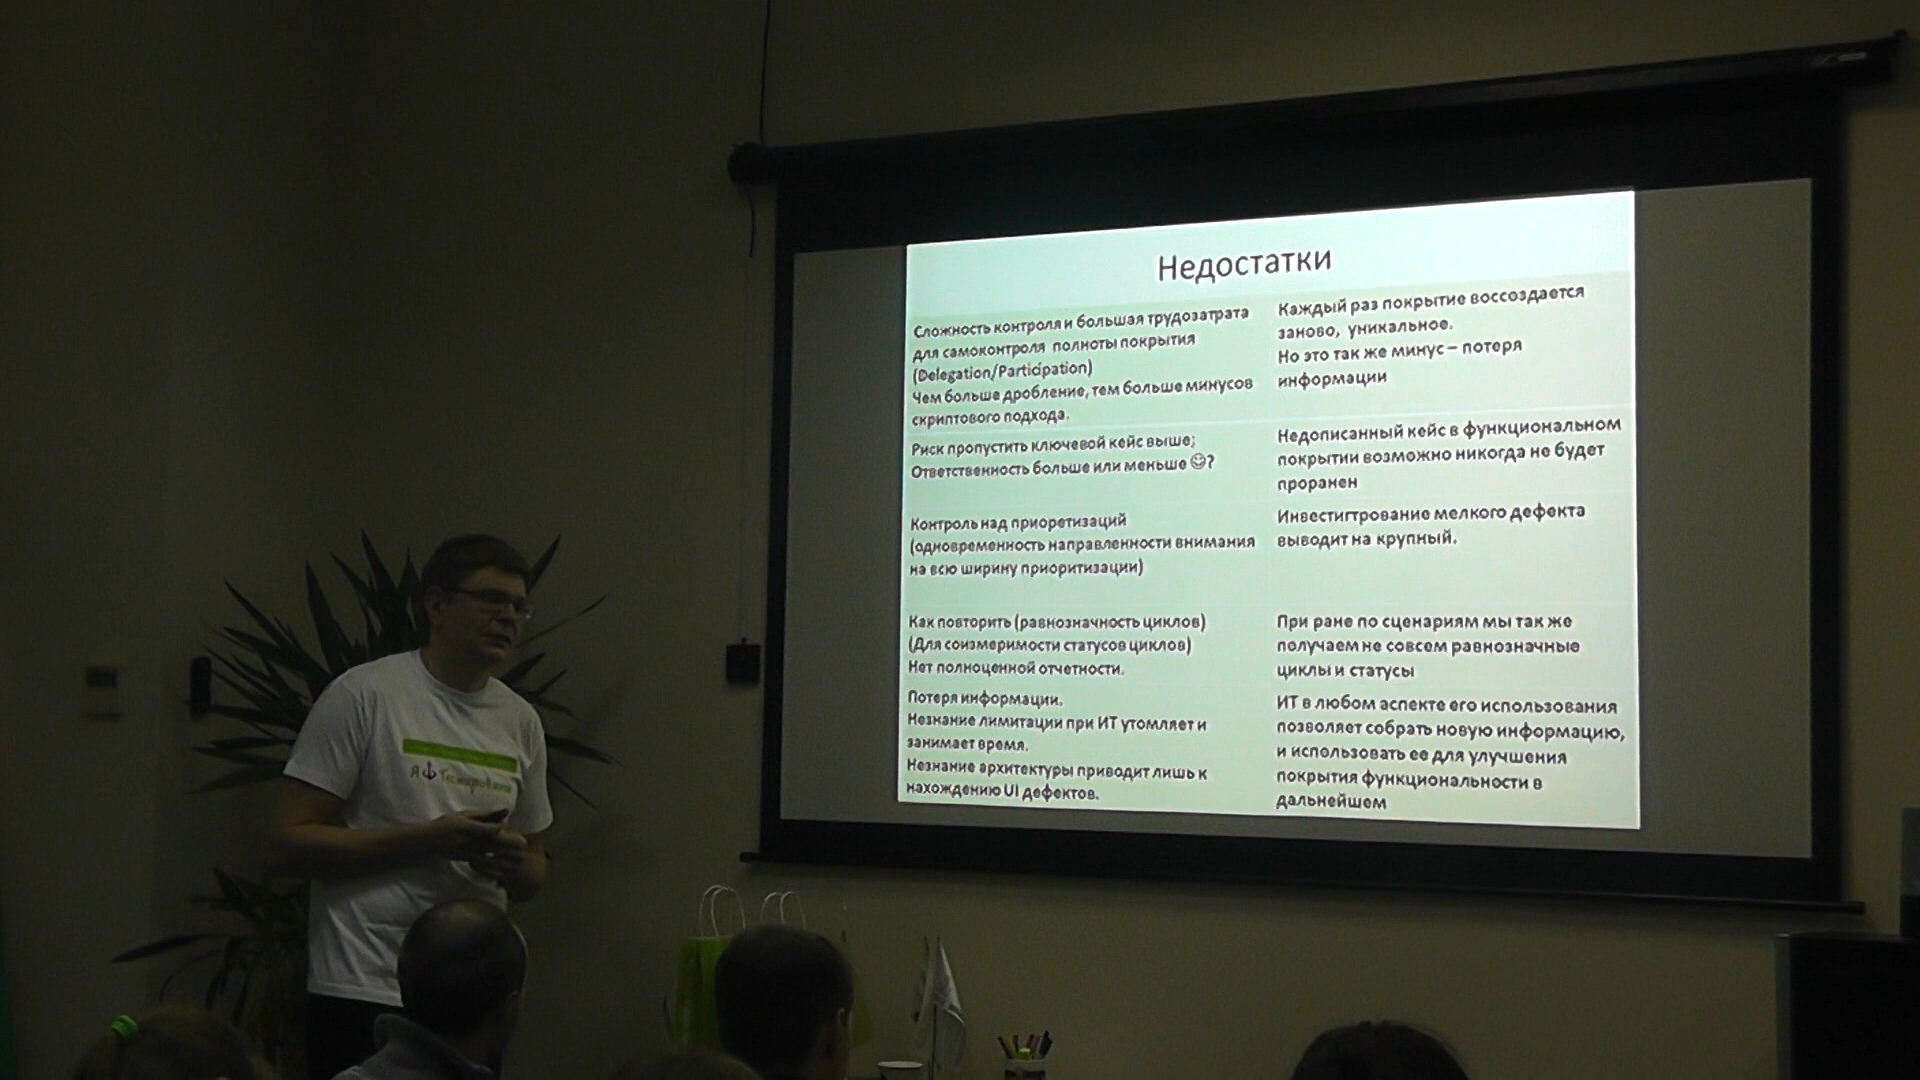 Недостатки
Сложность контроля и большая трудозатрата
для самоконтроля полноты покрытия
(Delegation/Participation)
Чем больше дробление, тем больше минусов
скриптового подхода.
Каждый раз покрытие воссоздается
заново, уникальное.
Но это так же минус – потеря
информации
Риск пропустить ключевой кейс выше;
Ответственность больше или меньше ☺?
Недописанный кейс в функциональном
покрытии возможно никогда не будет
проранен
Контроль над приоретизаций
(одновременность направленности внимания
на всю ширину приоритизации)
Инвестигтрование мелкого дефекта
выводит на крупный.
Как повторить (равнозначность циклов)
(Для соизмеримости статусов циклов)
Нет полноценной отчетности.
При ране по сценариям мы так же
получаем не совсем равнозначные
циклы и статусы
Потеря информации.
Незнание лимитации при ИТ утомляет и
занимает время.
Незнание архитектуры приводит лишь к
нахождению UI дефектов.
ИТ в любом аспекте его использования
позволяет собрать новую информацию,
и использовать ее для улучшения
покрытия функциональности в
дальнейшем
Я Тестирование